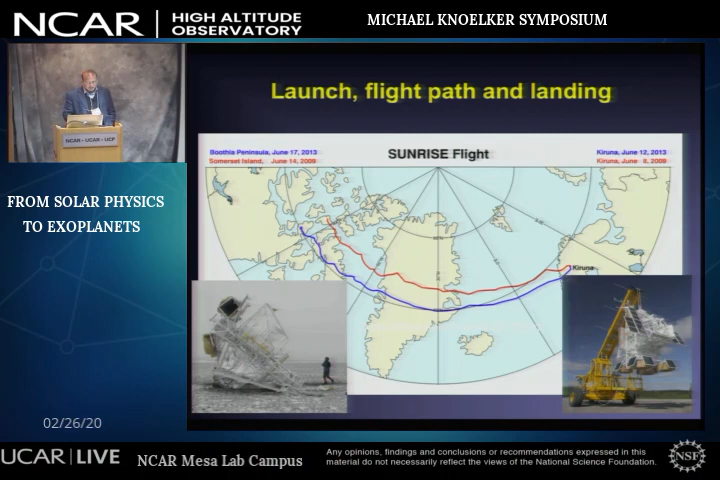 NCAR
HIGH ALTITUDE
OBSERVATORY
MICHAEL KNOELKER SYMPOSIUM
NCAR - UCAR - UCP
FROM SOLAR PHYSICS
TO EXOPLANETS
02/26/20
Launch, flight path and landing
Boothia Peninsula, June 17, 2013
Somerset Island, June 14, 2009
SUNRISE Flight
Kiruna, June 12, 2013
Kiruna, June 8, 2009
Kiruna
UCAR | LIVE
NCAR Mesa Lab Campus
Any opinions, findings and conclusions or recommendations expressed in this
material do not necessarily reflect the views of the National Science Foundation.
NSF